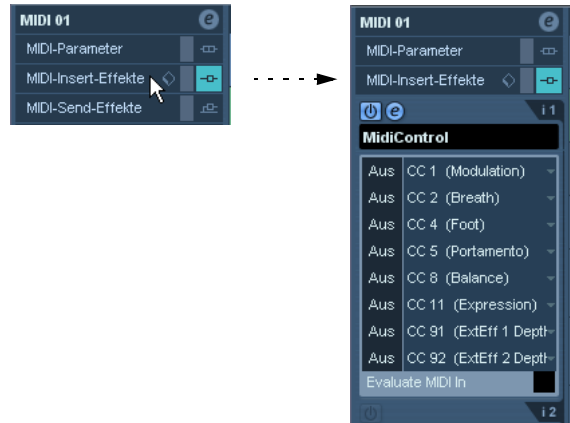 MIDI 01
MIDI-Parameter
MIDI-Insert-Effekte
MIDI-Send-Effekte
MIDI 01
MIDI-Parameter
MIDI-Insert-Effekte
i 1
MidiControl
Aus CC 1 (Modulation)
Aus CC 2 (Breath)
Aus CC 4 (Foot)
Aus CC 5 (Portamento)
Aus CC 8 (Balance)
Aus CC 11 (Expression)
Aus CC 91 (ExtEff 1 Depth
Aus CC 92 (ExtEff 2 Depth
Evaluate MIDI In
i 2